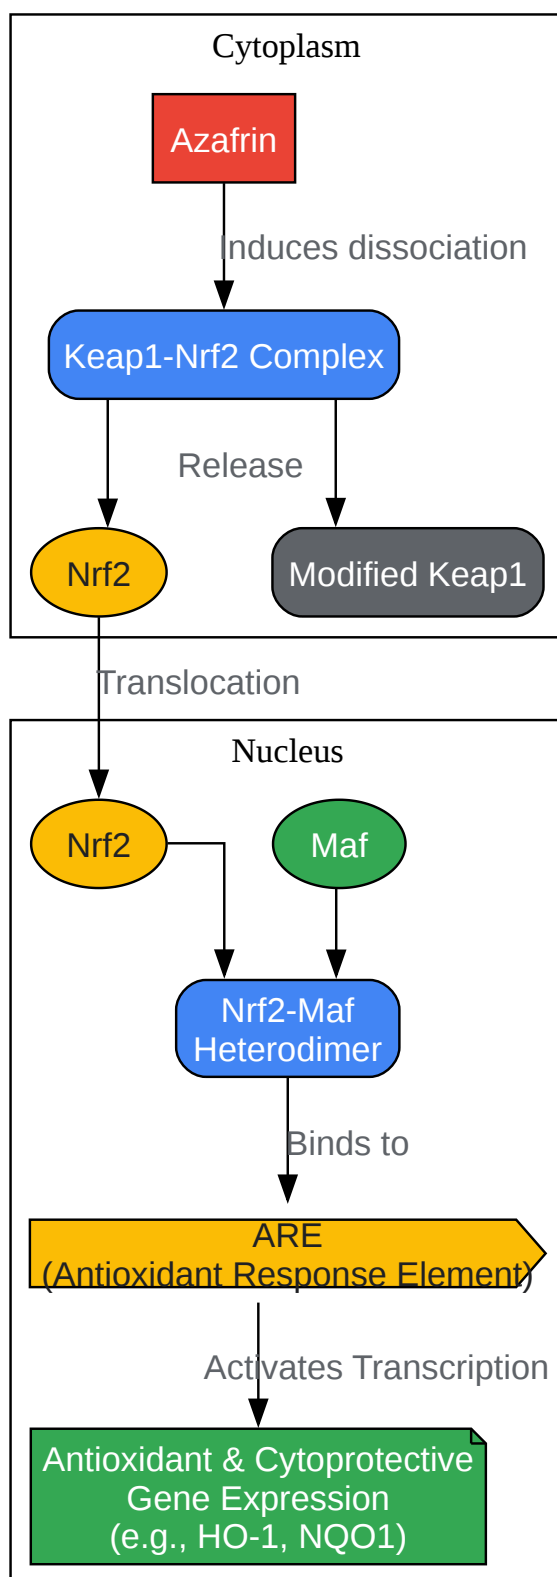 Cytoplasm
Azafrin
Induces dissociation
Keap1-Nrf2 Complex
Release
Nrf2
Modified Keap1
Translocation
Nucleus
Nrf2
Maf
Nrf2-Maf
Heterodimer
Binds to
ARE
(Antioxidant Response Element)
Activates Transcription
Antioxidant & Cytoprotective
Gene Expression
(e.g., HO-1, NQO1)